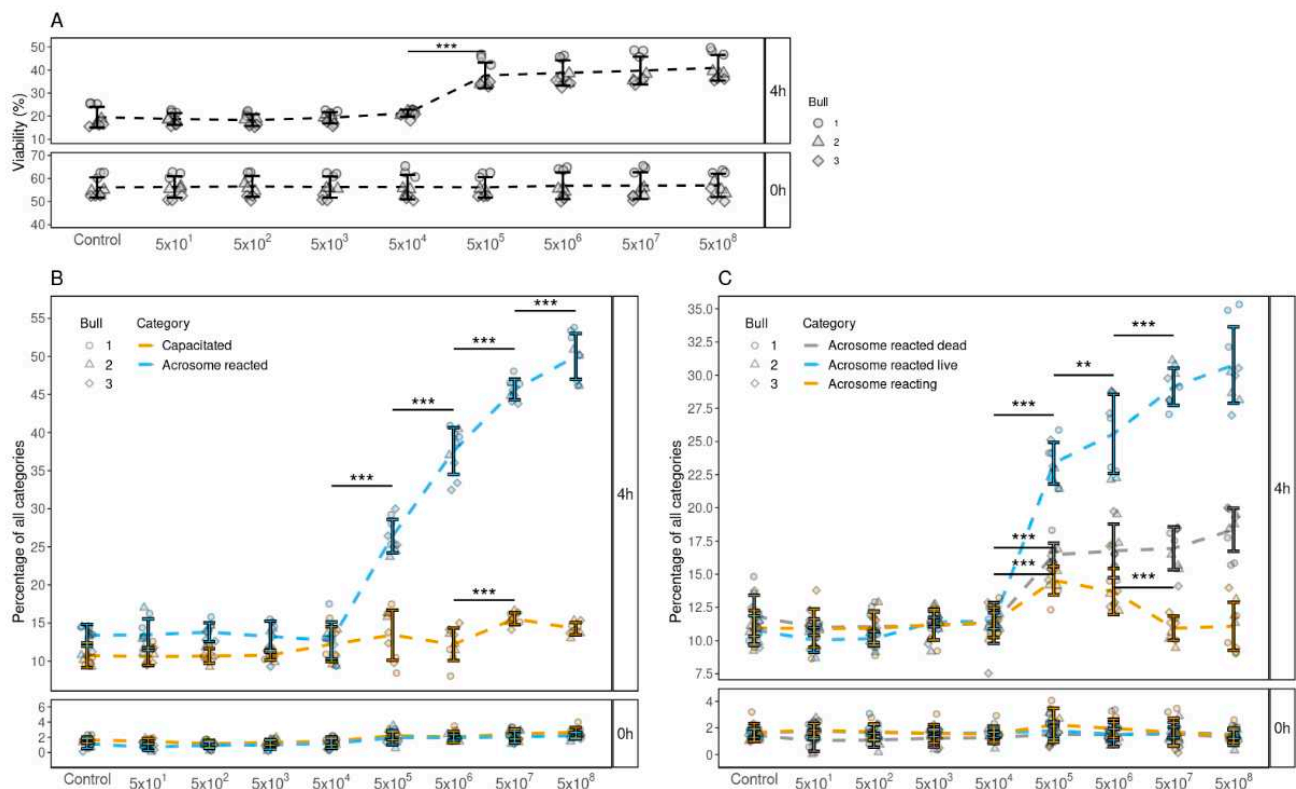 A
Viability (%)
50
40
30
20
10
***
4h
70
60
50
40
0h
Bull
1
2
3
Control 5x10¹ 5x10² 5x10³ 5x10⁴ 5x10⁵ 5x10⁶ 5x10⁷ 5x10⁸
B
Percentage of all categories
55
50
45
40
35
30
25
20
15
10
Bull Category
1 Capacitated
2 Acrosome reacted
3
***
***
***
***
***
4h
6
4
2
0
0h
Control 5x10¹ 5x10² 5x10³ 5x10⁴ 5x10⁵ 5x10⁶ 5x10⁷ 5x10⁸
C
Percentage of all categories
35.0
32.5
30.0
27.5
25.0
22.5
20.0
17.5
15.0
12.5
10.0
7.5
Bull Category
1 Acrosome reacted dead
2 Acrosome reacted live
3 Acrosome reacting
***
**
***
***
***
***
4h
4
2
0
0h
Control 5x10¹ 5x10² 5x10³ 5x10⁴ 5x10⁵ 5x10⁶ 5x10⁷ 5x10⁸